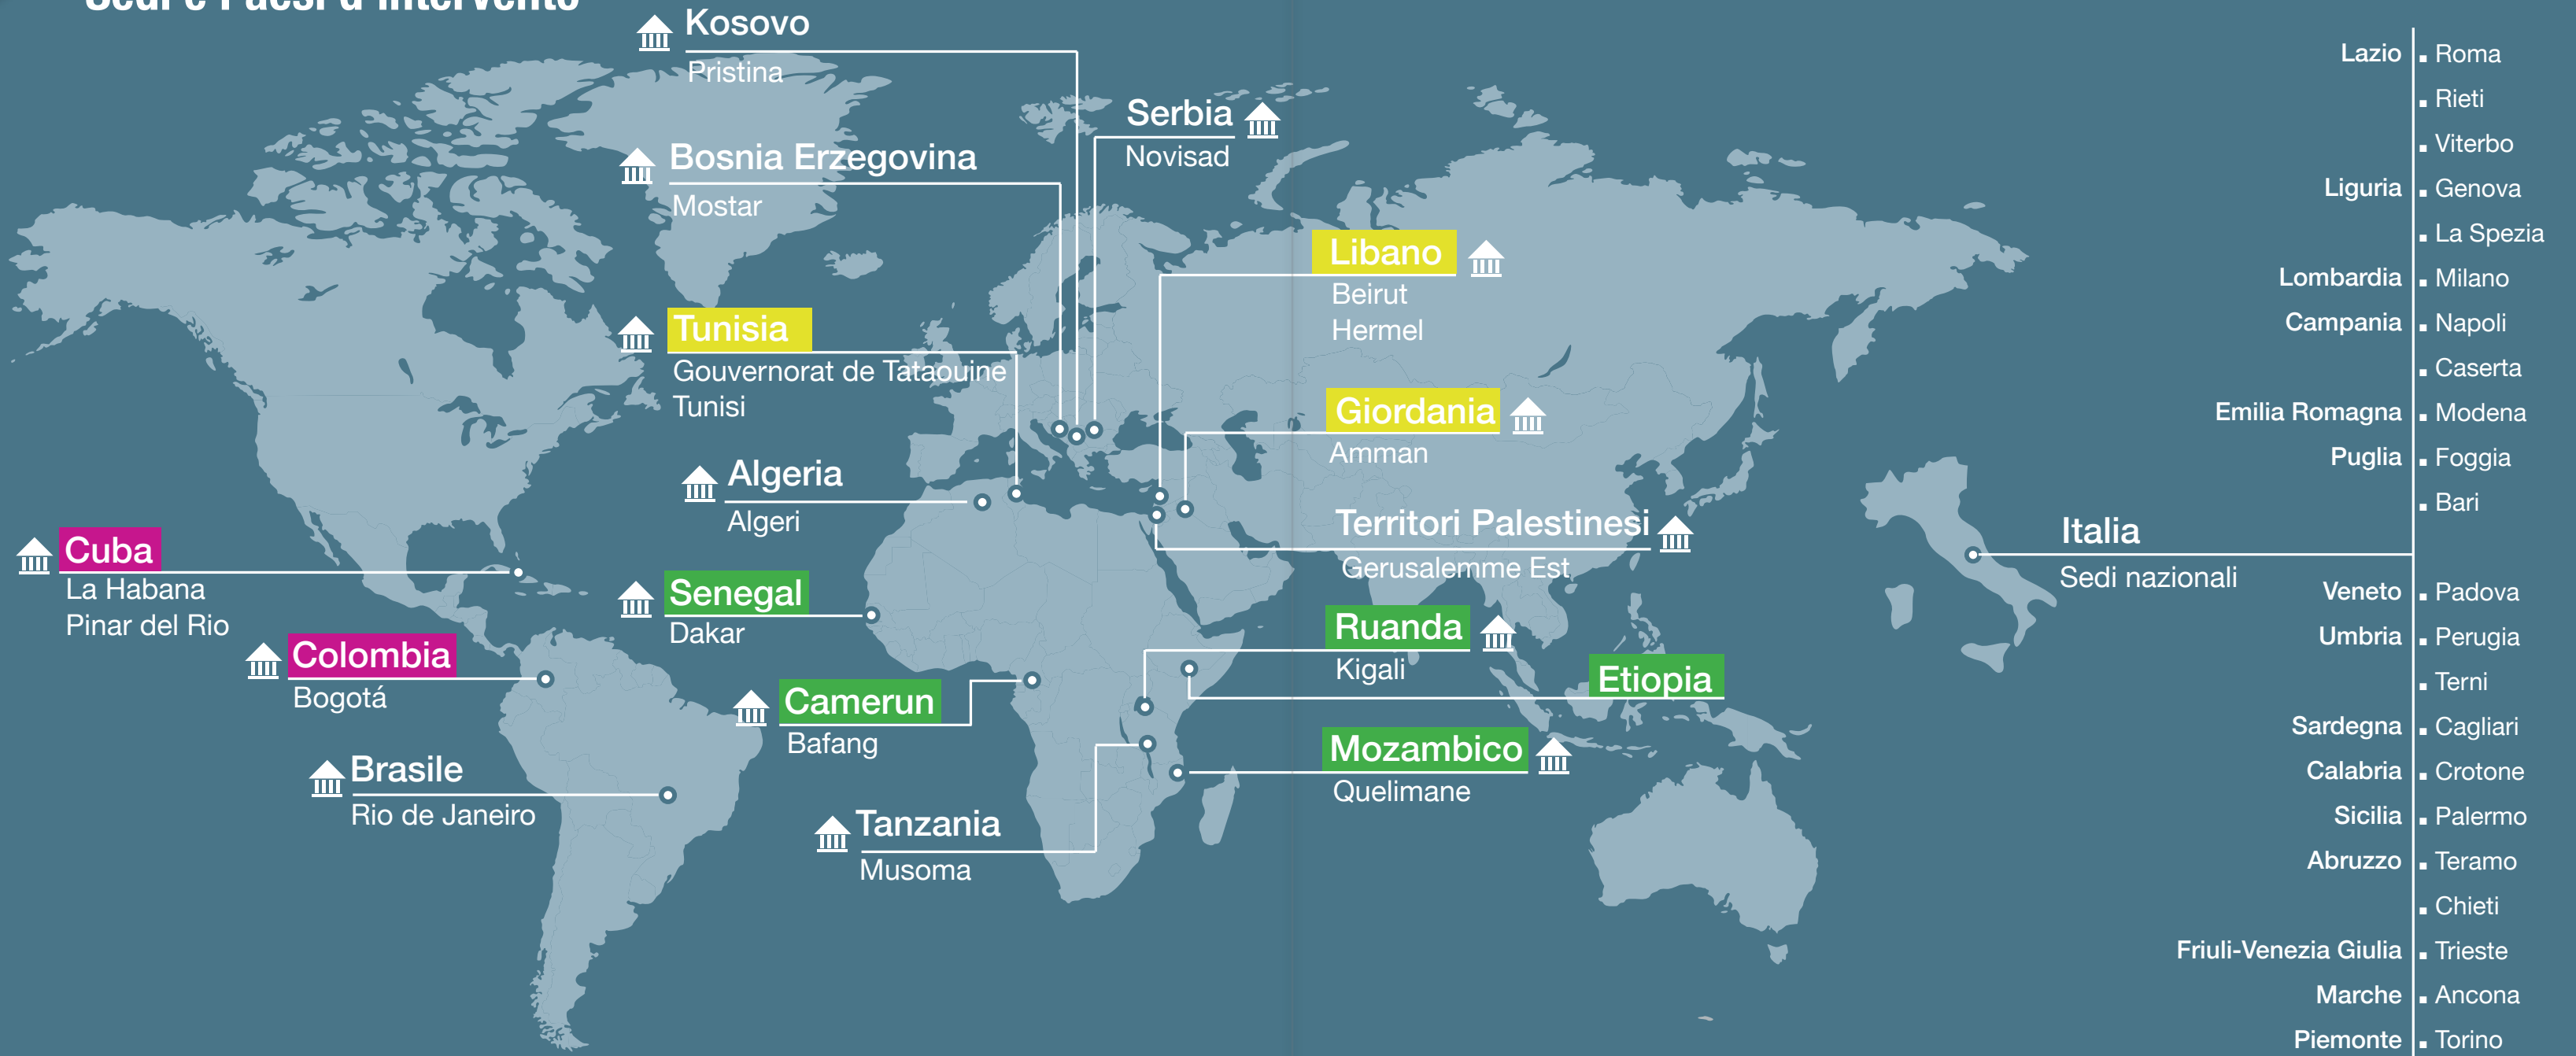 Sedi e Paesi d'intervento
Kosovo
Pristina
Serbia
Novisad
Bosnia Erzegovina
Mostar
Libano
Beirut
Hermel
Tunisia
Gouvernorat de Tataouine
Tunisi
Giordania
Amman
Algeria
Algeri
Territori Palestinesi
Gerusalemme Est
Cuba
La Habana
Pinar del Rio
Senegal
Dakar
Ruanda
Kigali
Colombia
Bogotá
Etiopia
Camerun
Bafang
Mozambico
Quelimane
Brasile
Rio de Janeiro
Tanzania
Musoma
Italia
Sedi nazionali
Lazio ▪ Roma
▪ Rieti
▪ Viterbo
Liguria ▪ Genova
▪ La Spezia
Lombardia ▪ Milano
Campania ▪ Napoli
▪ Caserta
Emilia Romagna ▪ Modena
Puglia ▪ Foggia
▪ Bari
Veneto ▪ Padova
Umbria ▪ Perugia
▪ Terni
Sardegna ▪ Cagliari
Calabria ▪ Crotone
Sicilia ▪ Palermo
Abruzzo ▪ Teramo
▪ Chieti
Friuli-Venezia Giulia ▪ Trieste
Marche ▪ Ancona
Piemonte ▪ Torino